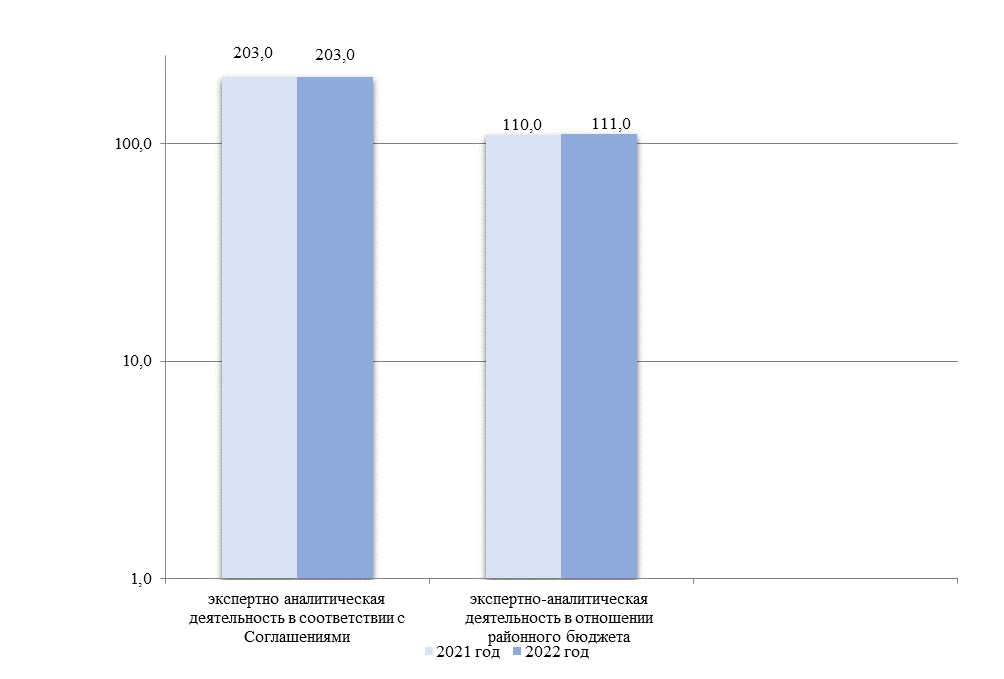 203,0 203,0
110,0 111,0
100,0
10,0
1,0
экспертно аналитическая
деятельность в соответствии с
Соглашениями
экспертно-аналитическая
деятельность в отношении
районного бюджета
2021 год 2022 год